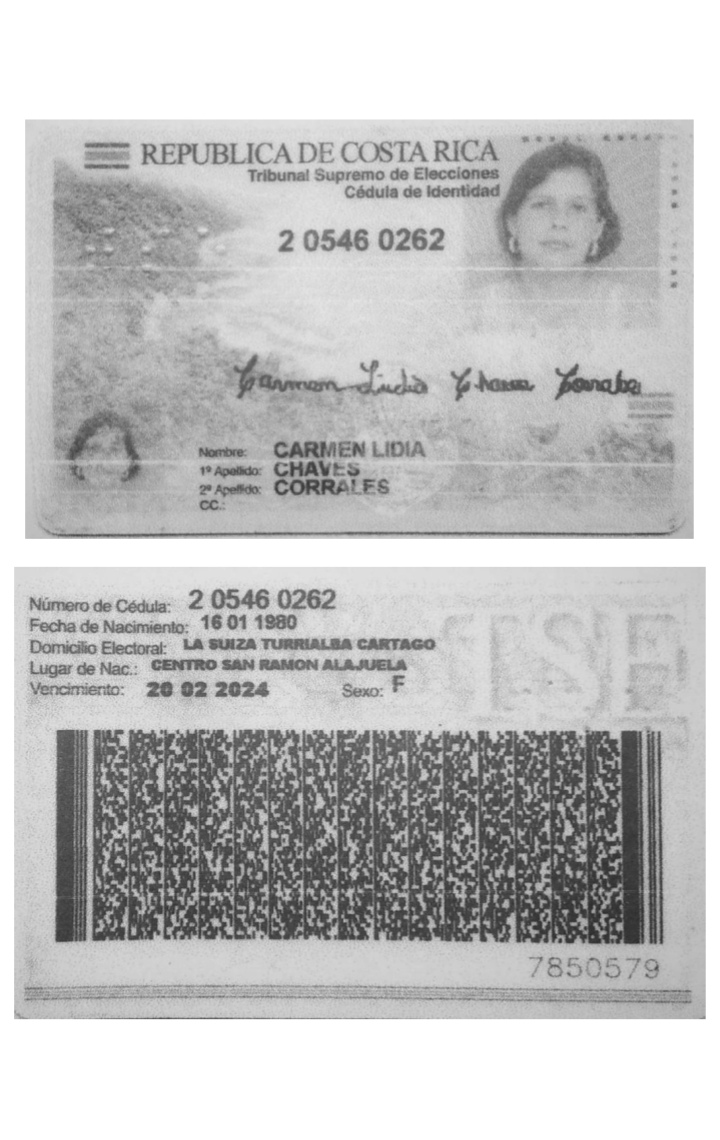 REPUBLICA DE COSTA RICA
Tribunal Supremo de Elecciones
Cédula de Identidad
2 0546 0262
Carmen Lidia Chaves Corrales
Nombre: CARMEN LIDIA
1º Apellido: CHAVES
2º Apellido: CORRALES
CC.:
Número de Cédula: 2 0546 0262
Fecha de Nacimiento: 16 01 1980
Domicilio Electoral: LA SUIZA TURRIALBA CARTAGO
Lugar de Nac.: CENTRO SAN RAMON ALAJUELA
Vencimiento: 20 02 2024 Sexo: F
7850579